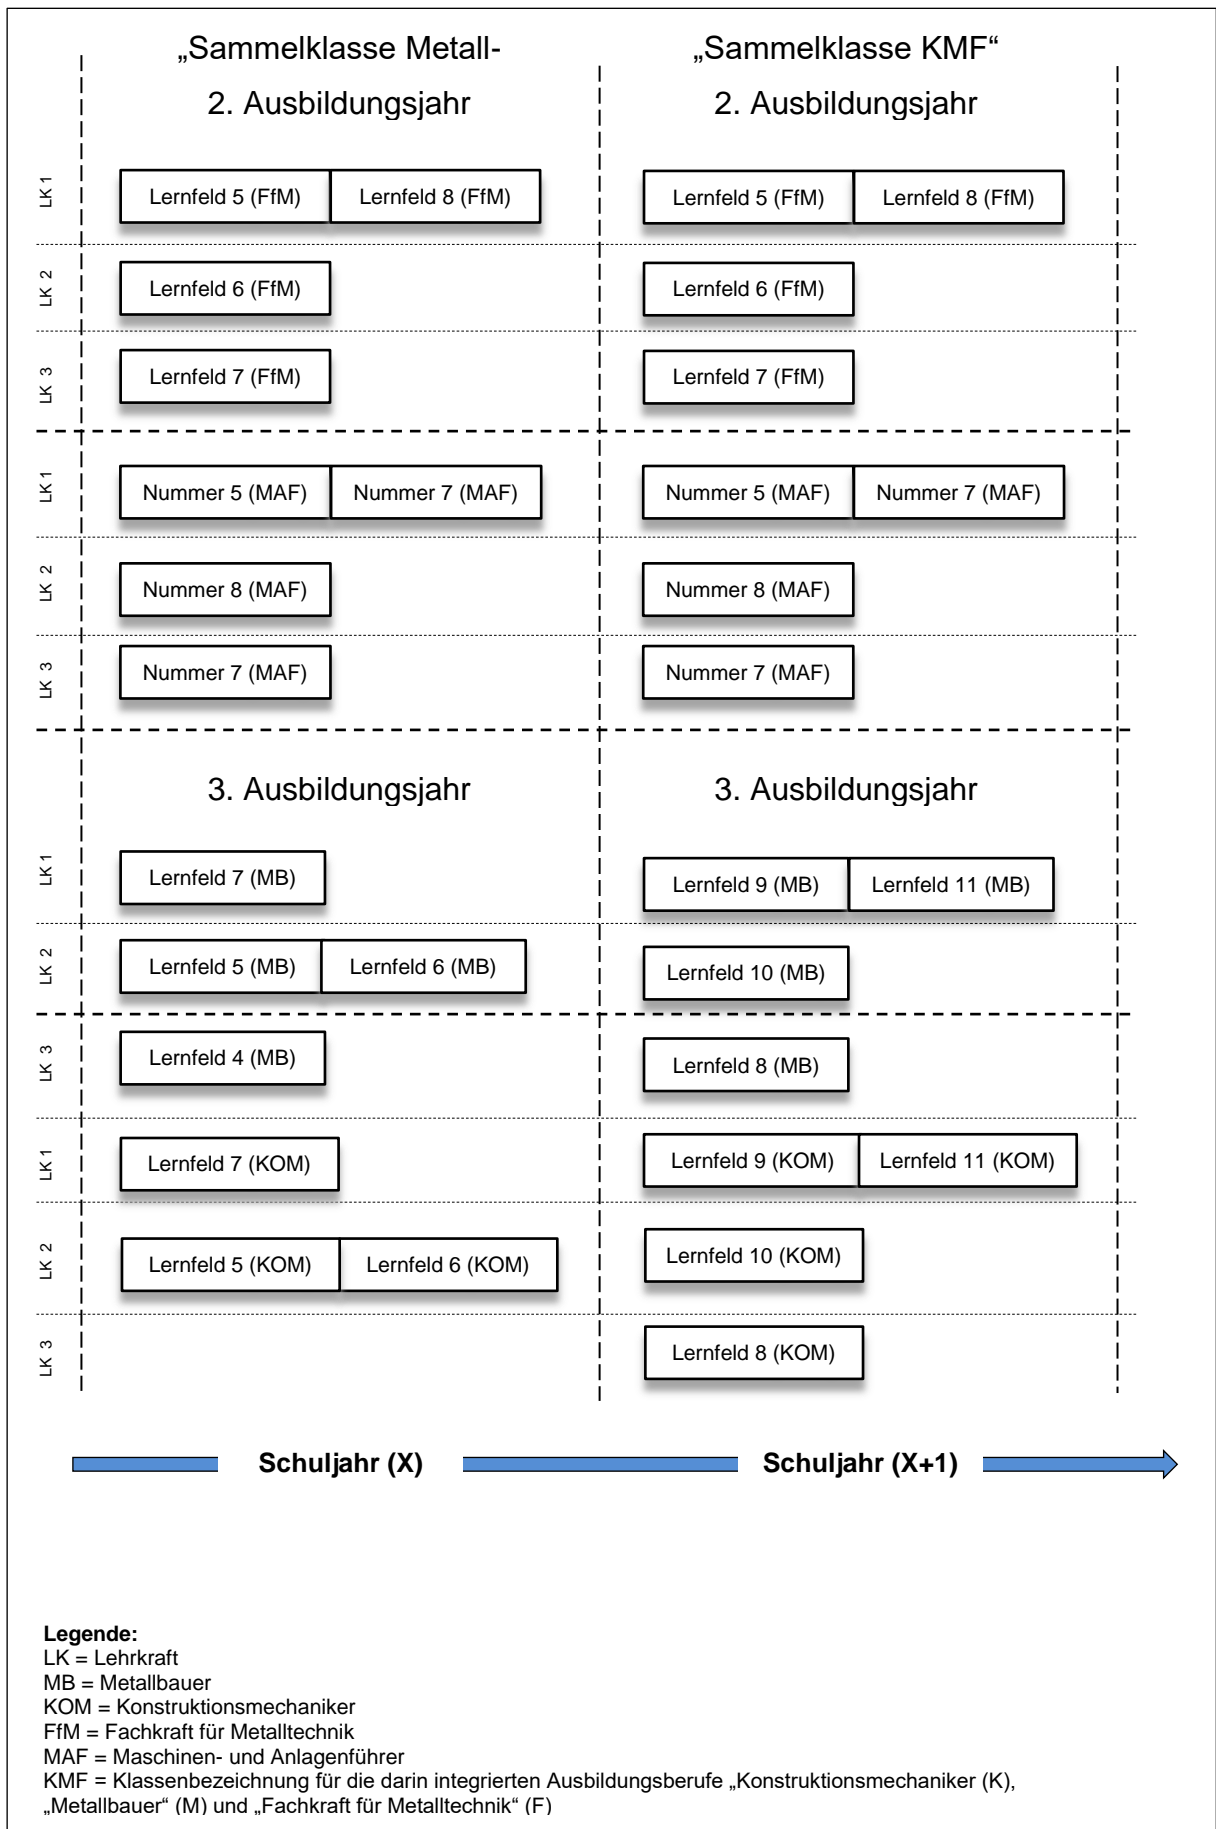 „Sammelklasse Metall- „Sammelklasse KMF“
2. Ausbildungsjahr 2. Ausbildungsjahr
LK 1 Lernfeld 5 (FfM) Lernfeld 8 (FfM) Lernfeld 5 (FfM) Lernfeld 8 (FfM)
LK 2 Lernfeld 6 (FfM) Lernfeld 6 (FfM)
LK 3 Lernfeld 7 (FfM) Lernfeld 7 (FfM)
LK 1 Nummer 5 (MAF) Nummer 7 (MAF) Nummer 5 (MAF) Nummer 7 (MAF)
LK 2 Nummer 8 (MAF) Nummer 8 (MAF)
LK 3 Nummer 7 (MAF) Nummer 7 (MAF)
3. Ausbildungsjahr 3. Ausbildungsjahr
LK 1 Lernfeld 7 (MB) Lernfeld 9 (MB) Lernfeld 11 (MB)
LK 2 Lernfeld 5 (MB) Lernfeld 6 (MB) Lernfeld 10 (MB)
LK 3 Lernfeld 4 (MB) Lernfeld 8 (MB)
LK 1 Lernfeld 7 (KOM) Lernfeld 9 (KOM) Lernfeld 11 (KOM)
LK 2 Lernfeld 5 (KOM) Lernfeld 6 (KOM) Lernfeld 10 (KOM)
LK 3 Lernfeld 8 (KOM)
Schuljahr (X) Schuljahr (X+1)
Legende:
LK = Lehrkraft
MB = Metallbauer
KOM = Konstruktionsmechaniker
FfM = Fachkraft für Metalltechnik
MAF = Maschinen- und Anlagenführer
KMF = Klassenbezeichnung für die darin integrierten Ausbildungsberufe „Konstruktionsmechaniker (K),
„Metallbauer“ (M) und „Fachkraft für Metalltechnik“ (F)